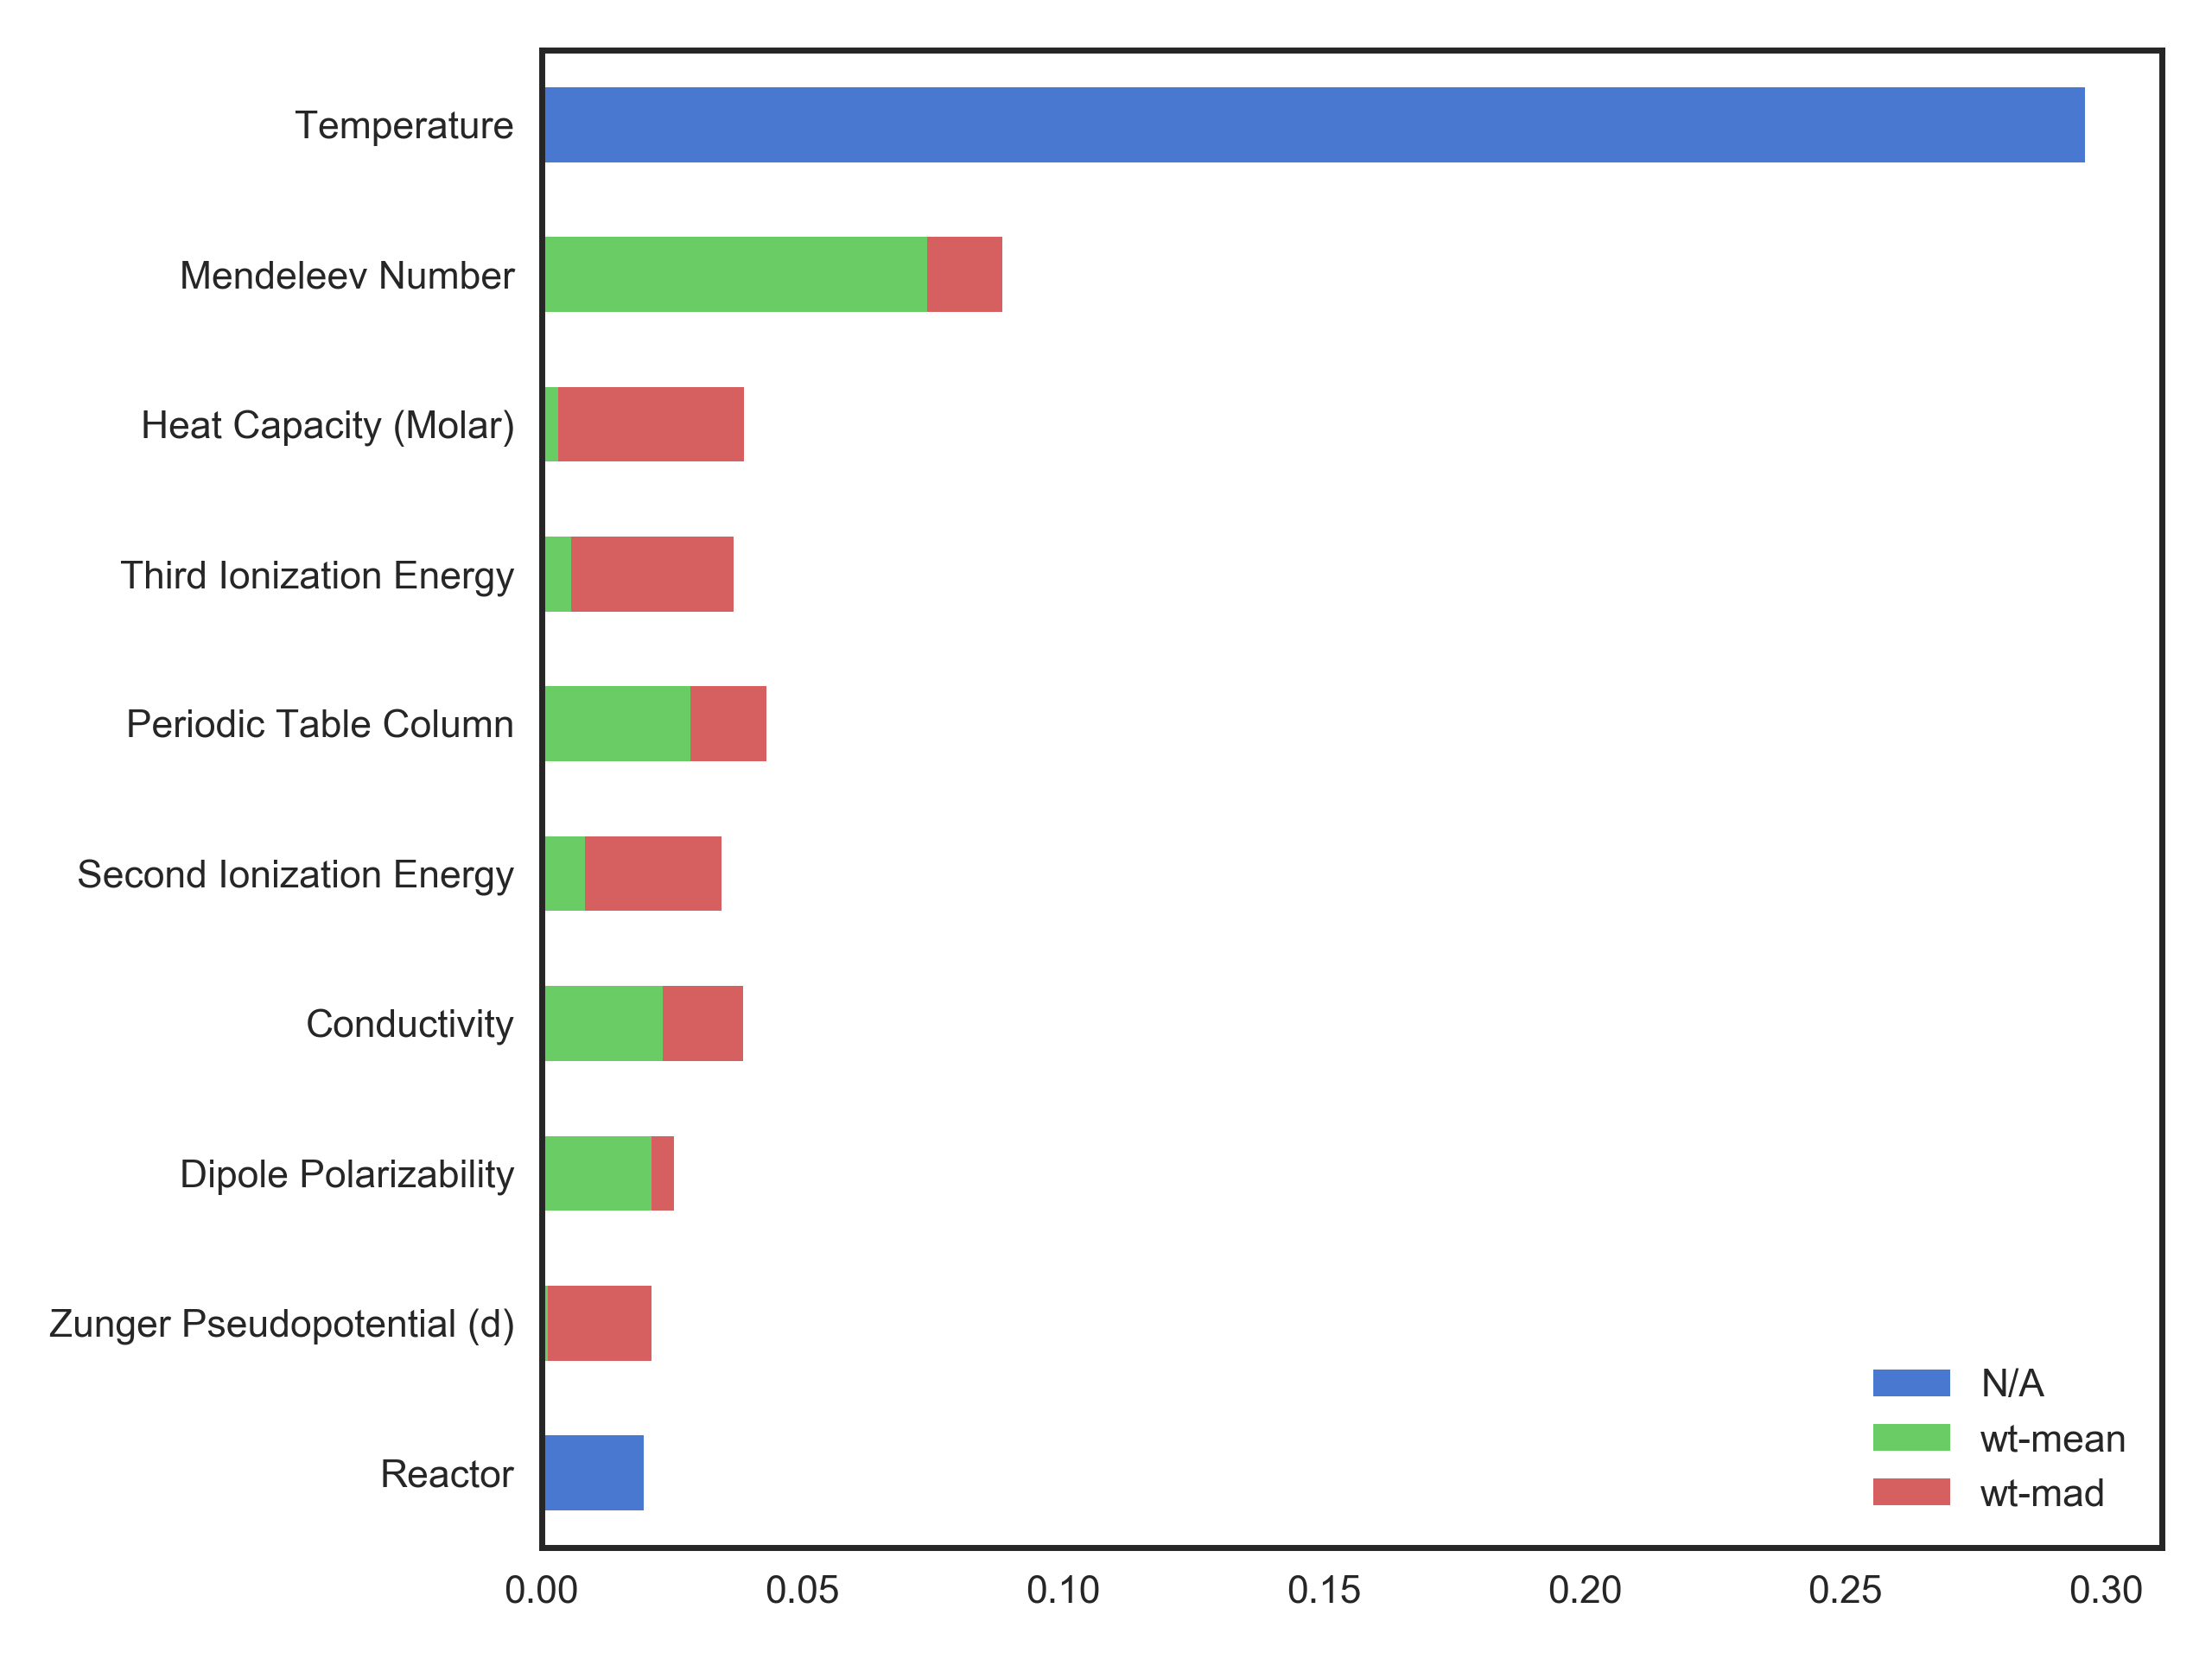 Temperature
Mendeleev Number
Heat Capacity (Molar)
Third Ionization Energy
Periodic Table Column
Second Ionization Energy
Conductivity
Dipole Polarizability
Zunger Pseudopotential (d)
Reactor
N/A
wt-mean
wt-mad
0.00 0.05 0.10 0.15 0.20 0.25 0.30